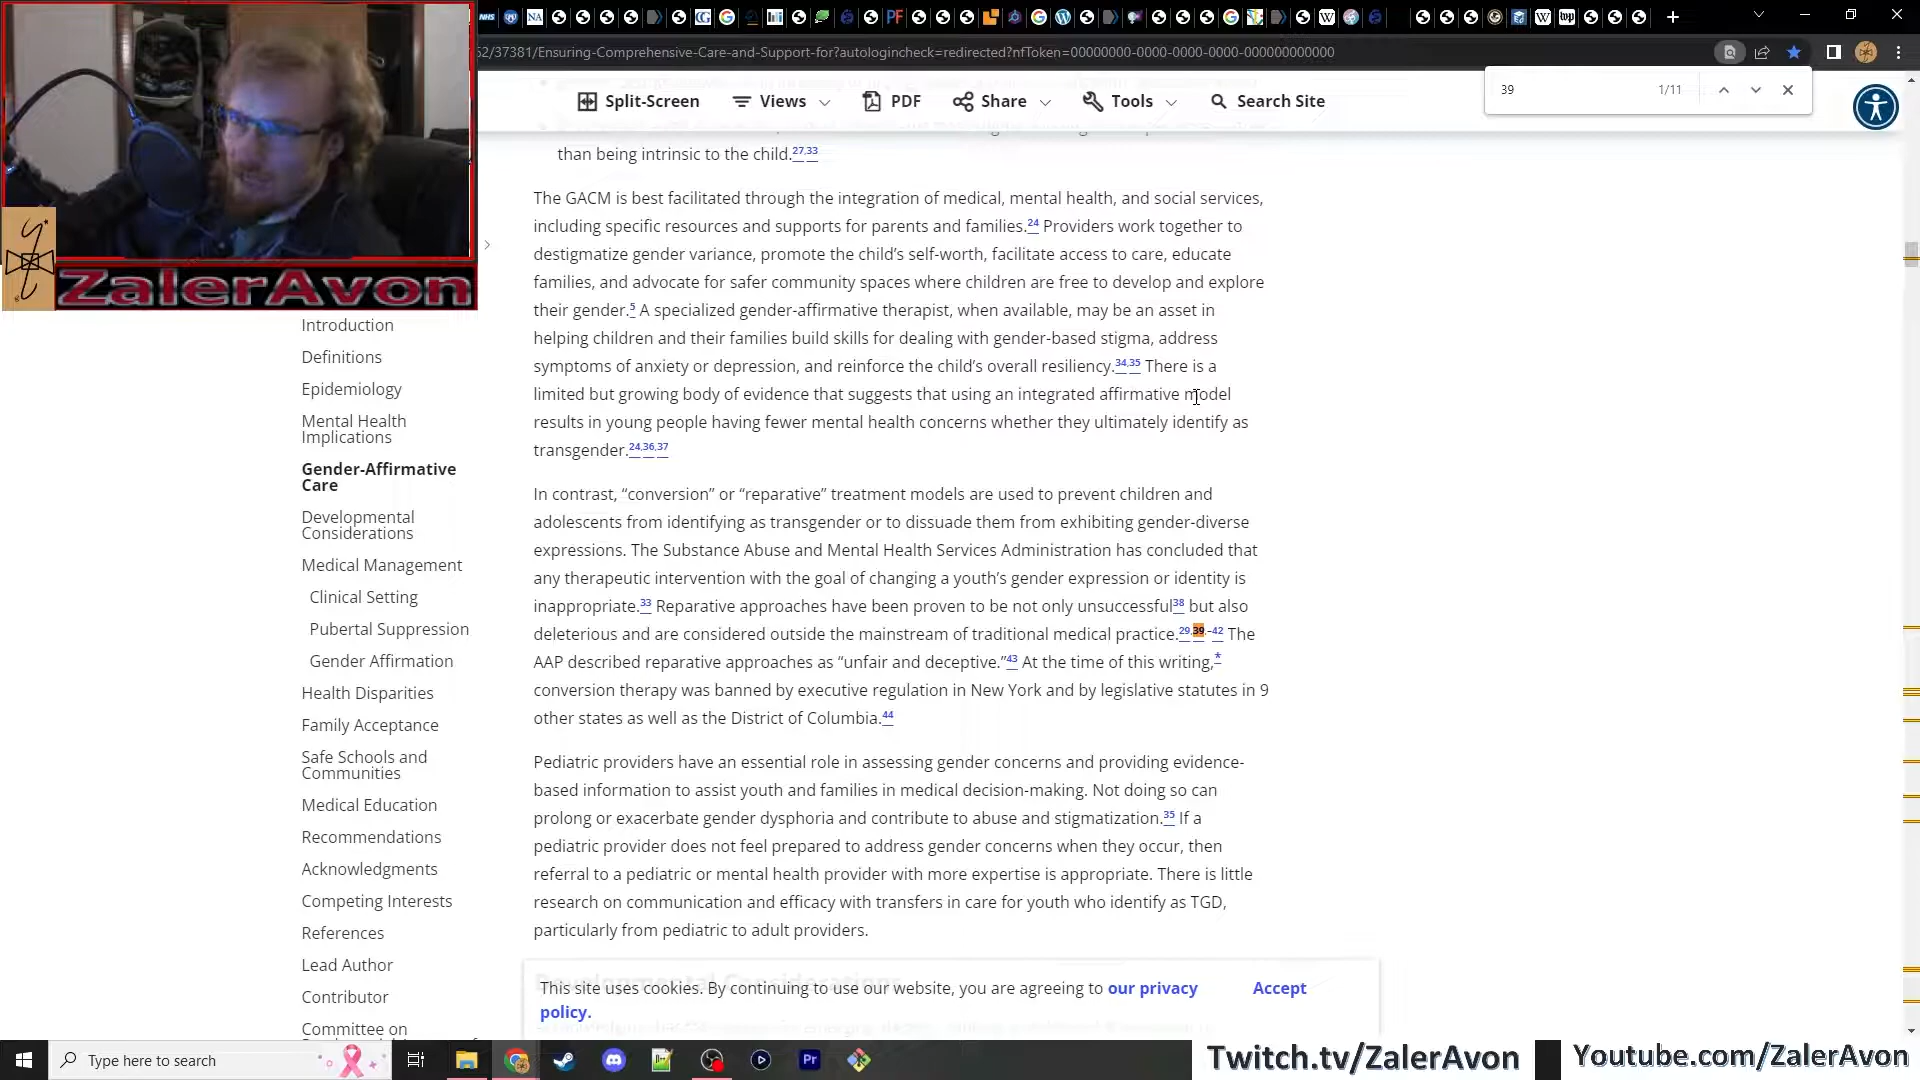 NHS
NA
PF
W
W
wp
62/37381/Ensuring-Comprehensive-Care-and-Support-for?autologincheck=redirected?nfToken=00000000-0000-0000-0000-000000000000
39
1/11
Split-Screen
Views
PDF
Share
Tools
Search Site
ZalerAvon
than being intrinsic to the child.27,33
The GACM is best facilitated through the integration of medical, mental health, and social services,
including specific resources and supports for parents and families.24 Providers work together to
destigmatize gender variance, promote the child’s self-worth, facilitate access to care, educate
families, and advocate for safer community spaces where children are free to develop and explore
their gender.5 A specialized gender-affirmative therapist, when available, may be an asset in
helping children and their families build skills for dealing with gender-based stigma, address
symptoms of anxiety or depression, and reinforce the child’s overall resiliency.34,35 There is a
limited but growing body of evidence that suggests that using an integrated affirmative model
results in young people having fewer mental health concerns whether they ultimately identify as
transgender.24,36,37
In contrast, “conversion” or “reparative” treatment models are used to prevent children and
adolescents from identifying as transgender or to dissuade them from exhibiting gender-diverse
expressions. The Substance Abuse and Mental Health Services Administration has concluded that
any therapeutic intervention with the goal of changing a youth’s gender expression or identity is
inappropriate.33 Reparative approaches have been proven to be not only unsuccessful38 but also
deleterious and are considered outside the mainstream of traditional medical practice.29,39,–42 The
AAP described reparative approaches as “unfair and deceptive.”43 At the time of this writing,*
conversion therapy was banned by executive regulation in New York and by legislative statutes in 9
other states as well as the District of Columbia.44
Pediatric providers have an essential role in assessing gender concerns and providing evidence-
based information to assist youth and families in medical decision-making. Not doing so can
prolong or exacerbate gender dysphoria and contribute to abuse and stigmatization.35 If a
pediatric provider does not feel prepared to address gender concerns when they occur, then
referral to a pediatric or mental health provider with more expertise is appropriate. There is little
research on communication and efficacy with transfers in care for youth who identify as TGD,
particularly from pediatric to adult providers.
Developmental Considerations
Introduction
Definitions
Epidemiology
Mental Health
Implications
Gender-Affirmative
Care
Developmental
Considerations
Medical Management
Clinical Setting
Pubertal Suppression
Gender Affirmation
Health Disparities
Family Acceptance
Safe Schools and
Communities
Medical Education
Recommendations
Acknowledgments
Competing Interests
References
Lead Author
Contributor
Committee on
This site uses cookies. By continuing to use our website, you are agreeing to our privacy
policy.
Accept
Type here to search
Pr
Twitch.tv/ZalerAvon
Youtube.com/ZalerAvon